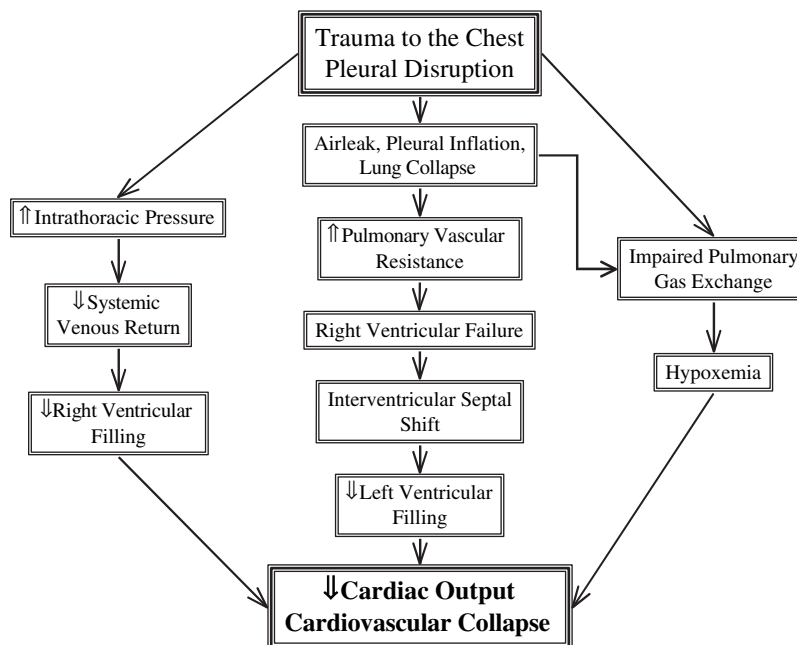 Trauma to the Chest
Pleural Disruption
Airleak, Pleural Inflation,
Lung Collapse
⇑Intrathoracic Pressure
⇑Pulmonary Vascular
Resistance
Impaired Pulmonary
Gas Exchange
⇓Systemic
Venous Return
Right Ventricular Failure
Hypoxemia
⇓Right Ventricular
Filling
Interventricular Septal
Shift
⇓Left Ventricular
Filling
⇓Cardiac Output
Cardiovascular Collapse